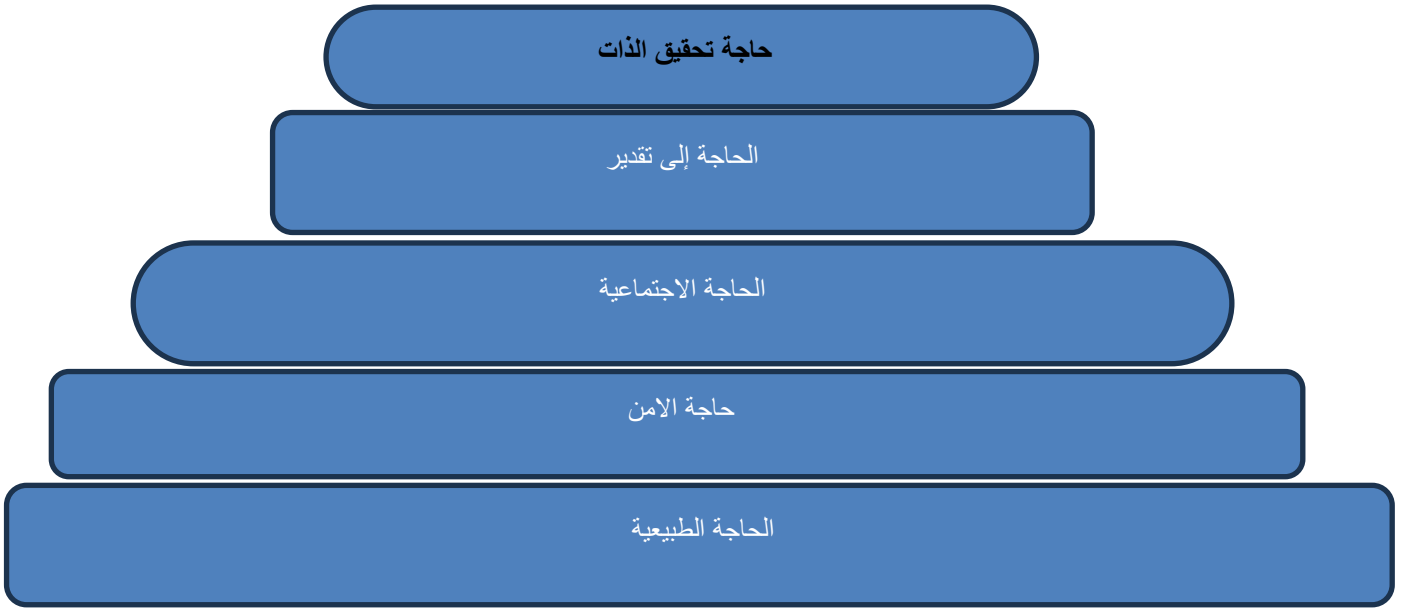 حاجة تحقيق الذات
الحاجة إلى تقدير
الحاجة الاجتماعية
حاجة الامن
الحاجة الطبيعية